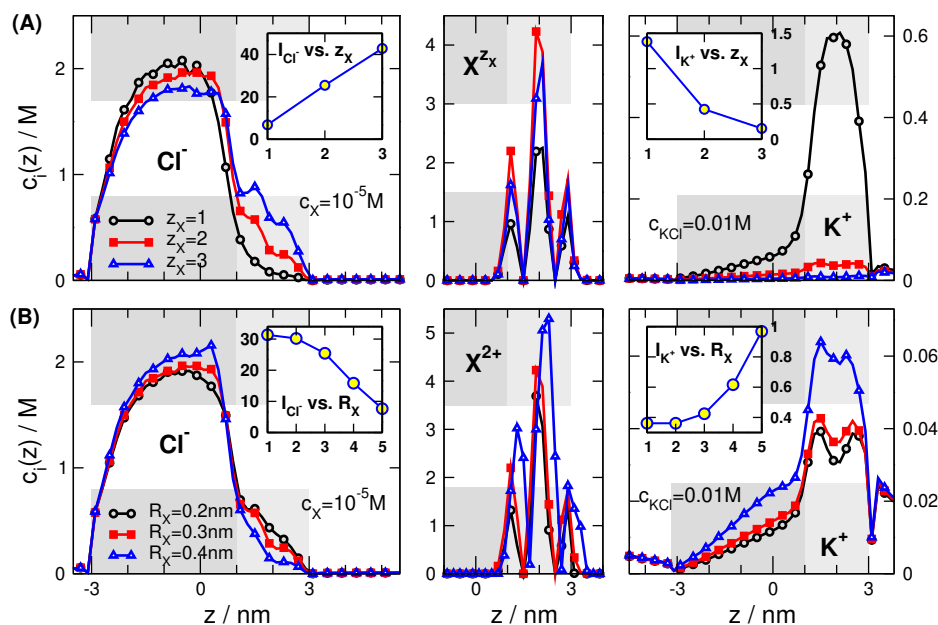 (A)
c_i(z) / M
2
1
0
Cl^-
I_Cl^- vs. z_X
40
20
0
1 2 3
c_X=10^-5M
z_X=1
z_X=2
z_X=3
X^z_X
4
3
2
1
0
-3 0 3
K^+
I_K^+ vs. z_X
1.5
1
0.5
0
1 2 3
c_KCl=0.01M
0.6
0.4
0.2
0
(B)
c_i(z) / M
2
1
0
Cl^-
I_Cl^- vs. R_X
30
20
10
0
1 2 3 4 5
c_X=10^-5M
R_X=0.2nm
R_X=0.3nm
R_X=0.4nm
-3 0 3
z / nm
X^2+
5
4
3
2
1
0
0 3
z / nm
K^+
I_K^+ vs. R_X
1
0.8
0.6
0.4
1 2 3 4 5
c_KCl=0.01M
0.06
0.04
0.02
0
-3 0 3
z / nm